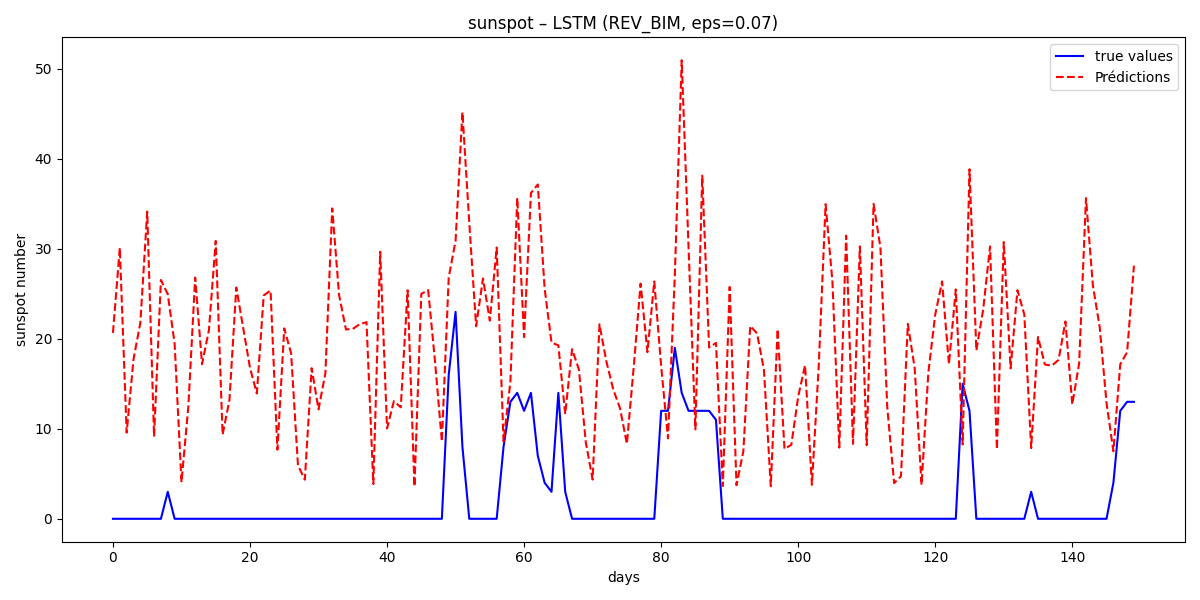 sunspot – LSTM (REV_BIM, eps=0.07)
true values
Prédictions
sunspot number
50
40
30
20
10
0
0 20 40 60 80 100 120 140
days